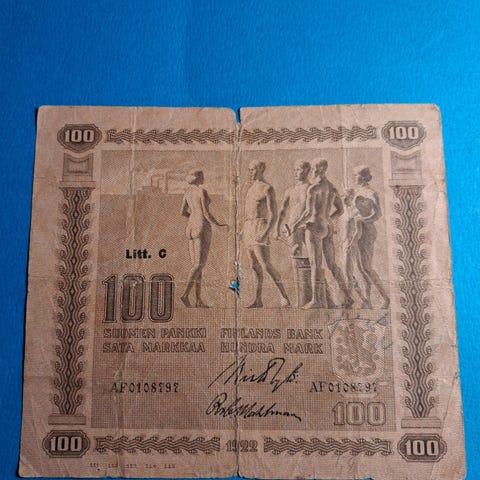 100 100
Litt. C
100
SUOMEN PANKKI FINLANDS BANK
SATA MARKKAA HUNDRA MARK
AF0108797 AF0108797
100
100 1922 100